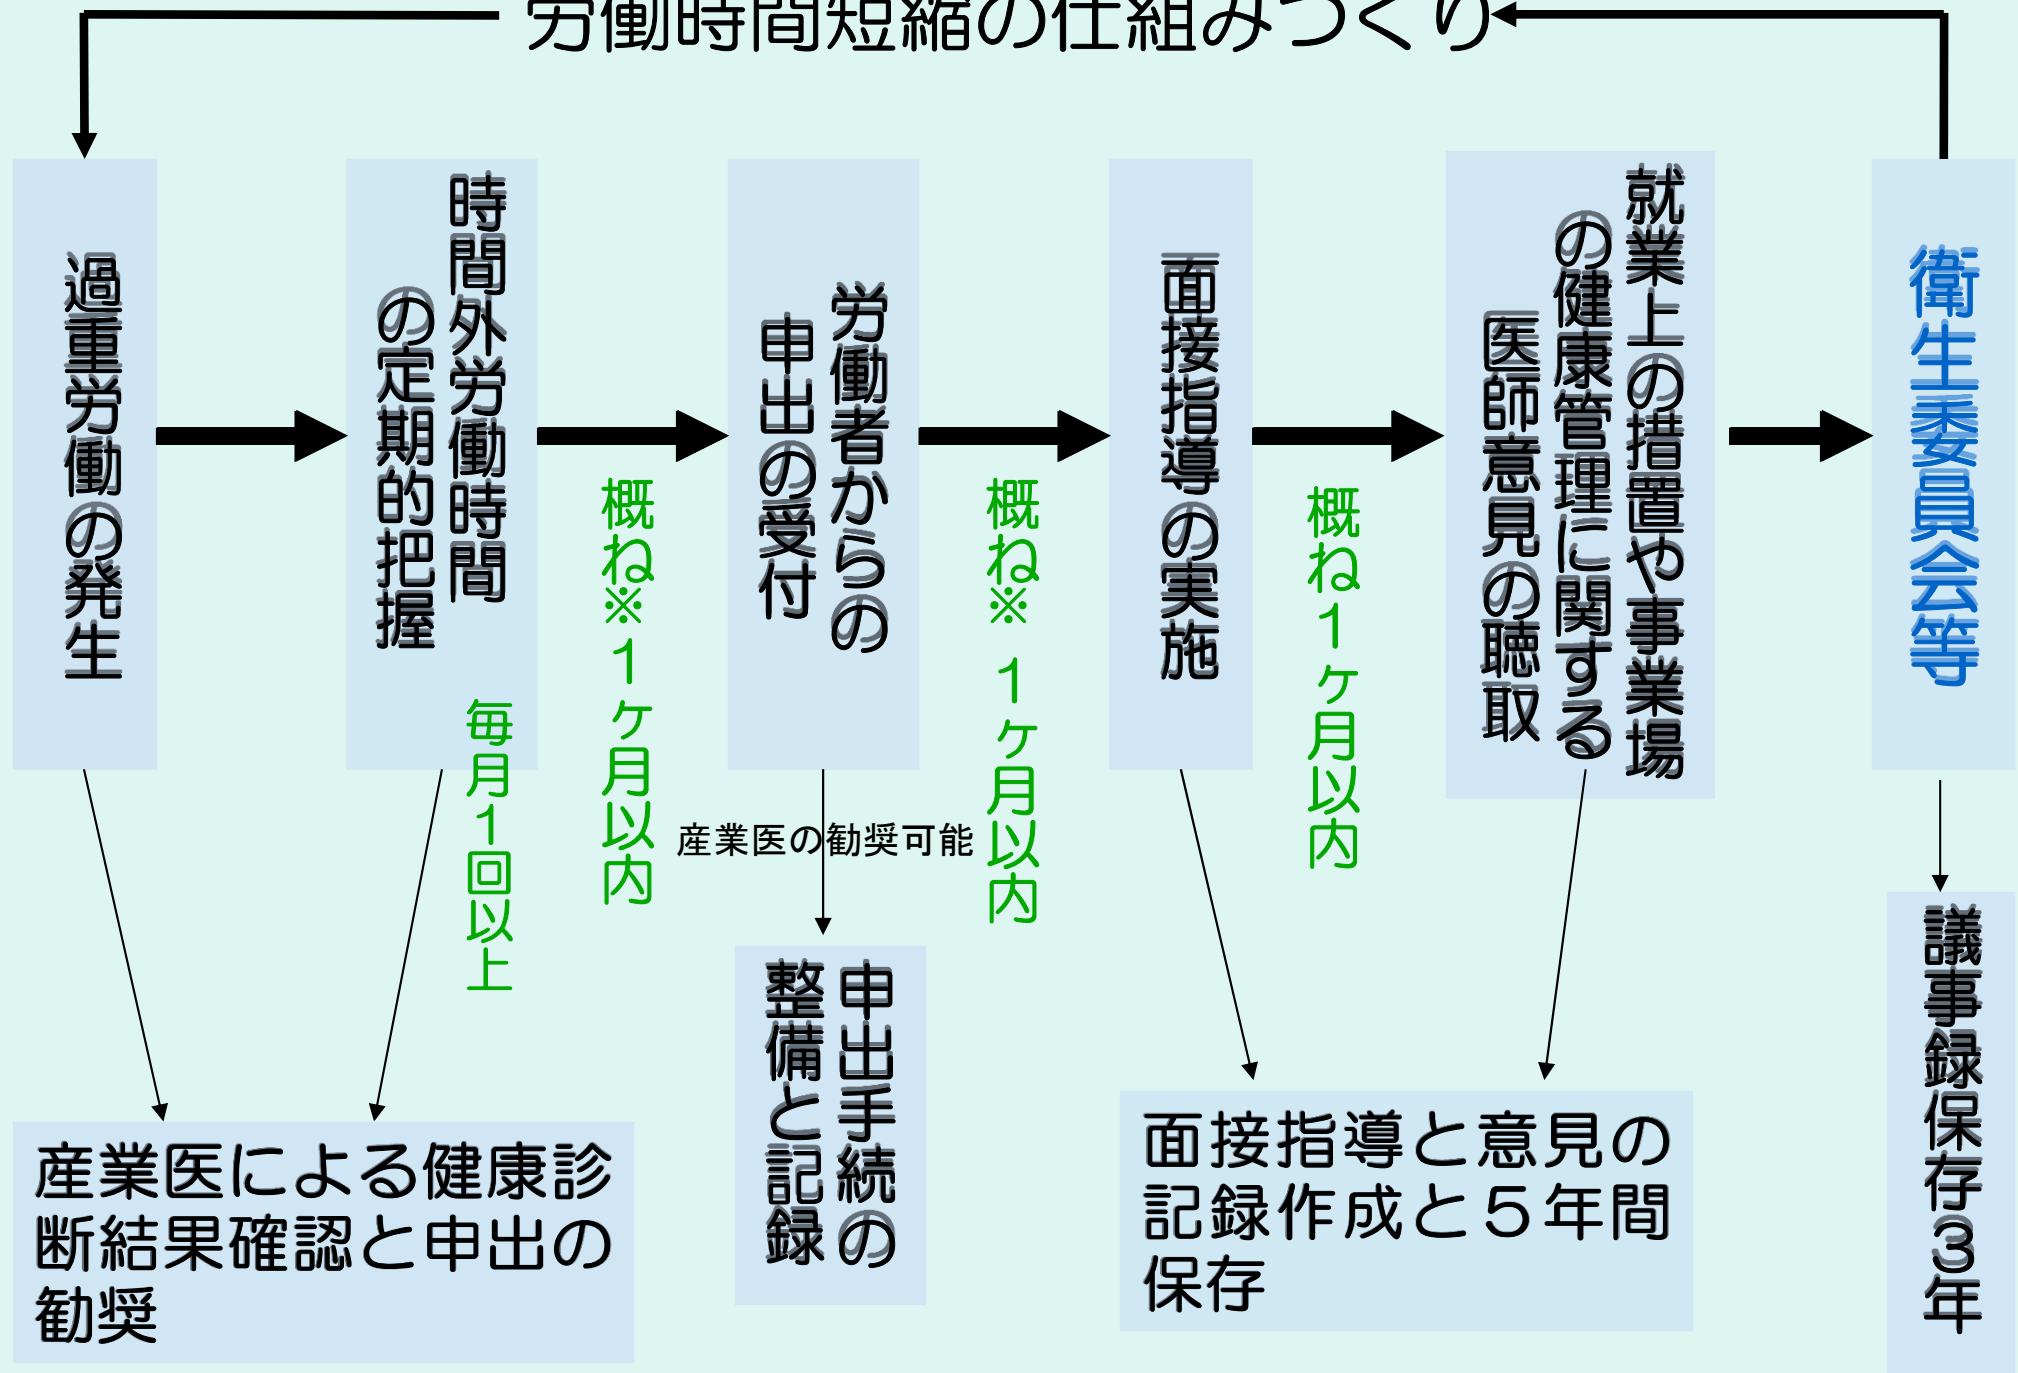 労働時間短縮の仕組みづくり
過重労働の発生
時間外労働時間
の定期的把握
毎月１回以上
概ね※１ヶ月以内
労働者からの
申出の受付
産業医の勧奨可能
概ね※１ヶ月以内
面接指導の実施
概ね１ヶ月以内
就業上の措置や事業場
の健康管理に関する
医師意見の聴取
衛生委員会等
産業医による健康診
断結果確認と申出の
勧奨
申出手続の
整備と記録
面接指導と意見の
記録作成と５年間
保存
議事録保存３年